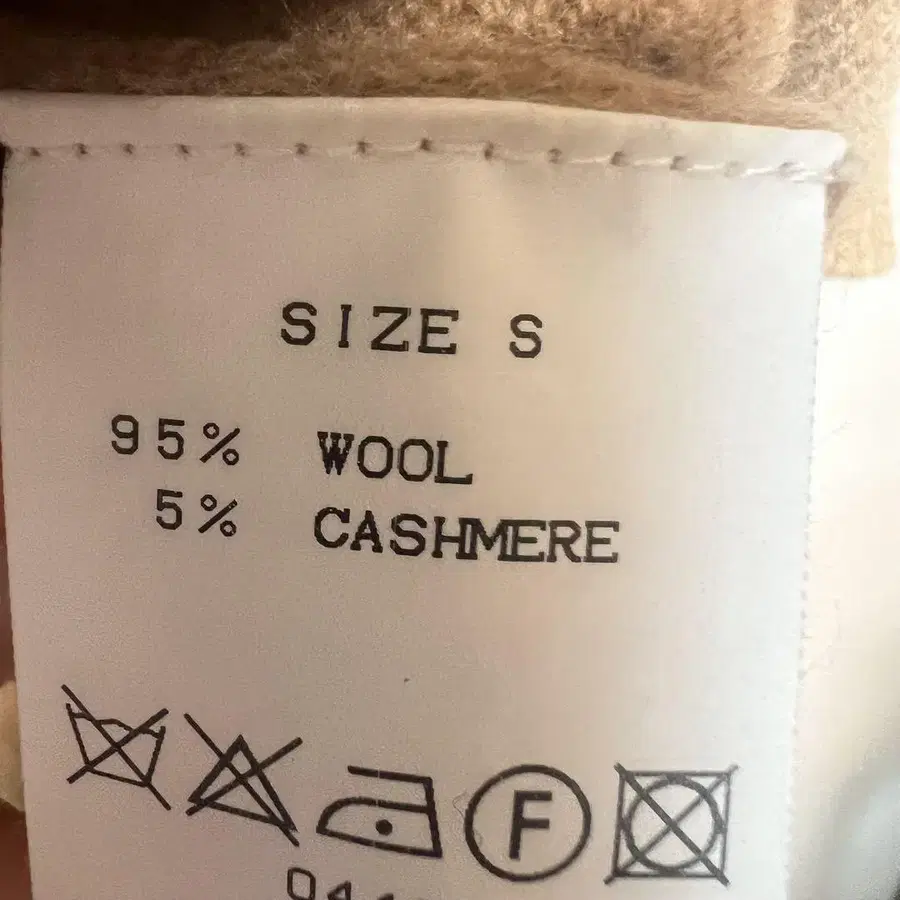 SIZE S
95% WOOL
5% CASHMERE
F